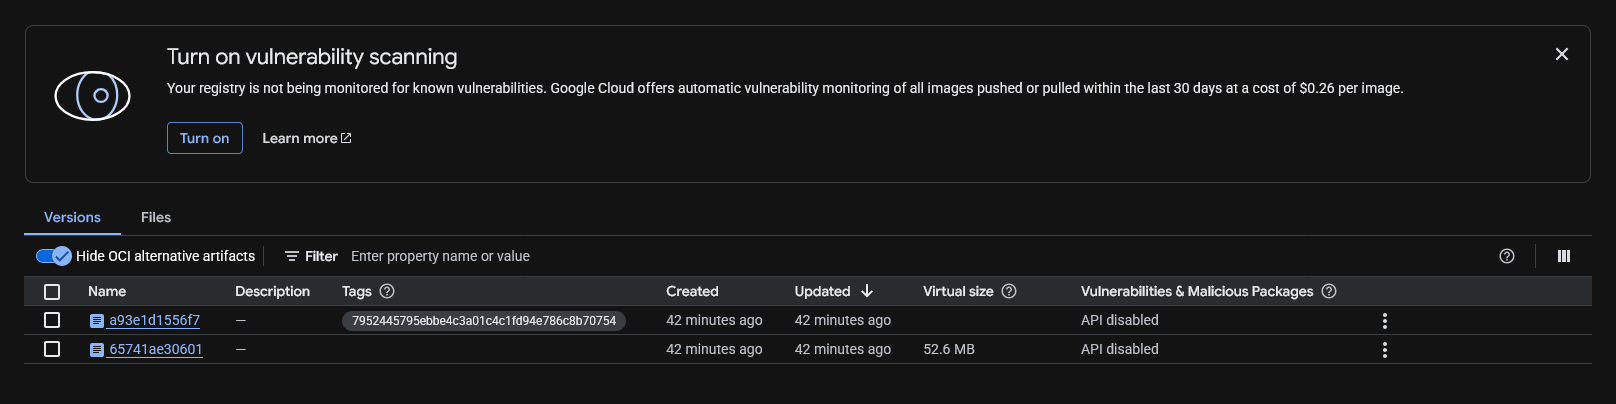 Turn on vulnerability scanning
Your registry is not being monitored for known vulnerabilities. Google Cloud offers automatic vulnerability monitoring of all images pushed or pulled within the last 30 days at a cost of $0.26 per image.
Turn on Learn more
Versions Files
Hide OCI alternative artifacts Filter Enter property name or value
Name Description Tags Created Updated Virtual size Vulnerabilities & Malicious Packages
a93e1d1556f7 — 7952445795ebbe4c3a01c4c1fd94e786c8b70754 42 minutes ago 42 minutes ago API disabled
65741ae30601 — 42 minutes ago 42 minutes ago 52.6 MB API disabled